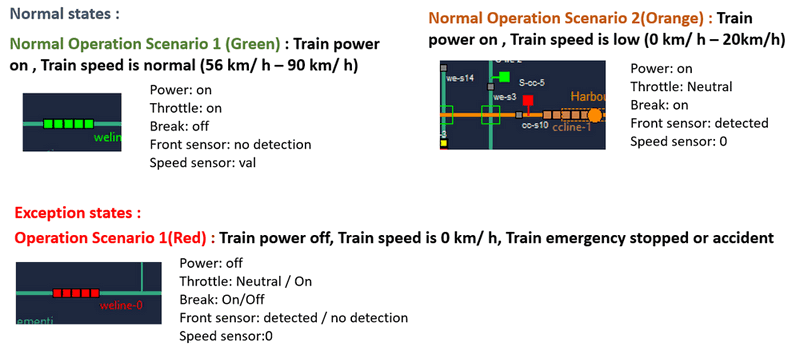 Normal states :
Normal Operation Scenario 1 (Green) : Train power
on , Train speed is normal (56 km/ h – 90 km/ h)
Power: on
Throttle: on
Break: off
Front sensor: no detection
Speed sensor: val
weline
Normal Operation Scenario 2(Orange) : Train
power on , Train speed is low (0 km/ h – 20km/h)
we-s14
S-cc-5
we-s3
Harbou
cc-s10
ccline-1
-3
Power: on
Throttle: Neutral
Break: on
Front sensor: detected
Speed sensor: 0
Exception states :
Operation Scenario 1(Red) : Train power off, Train speed is 0 km/ h, Train emergency stopped or accident
weline-0
ementi
Power: off
Throttle: Neutral / On
Break: On/Off
Front sensor: detected / no detection
Speed sensor:0